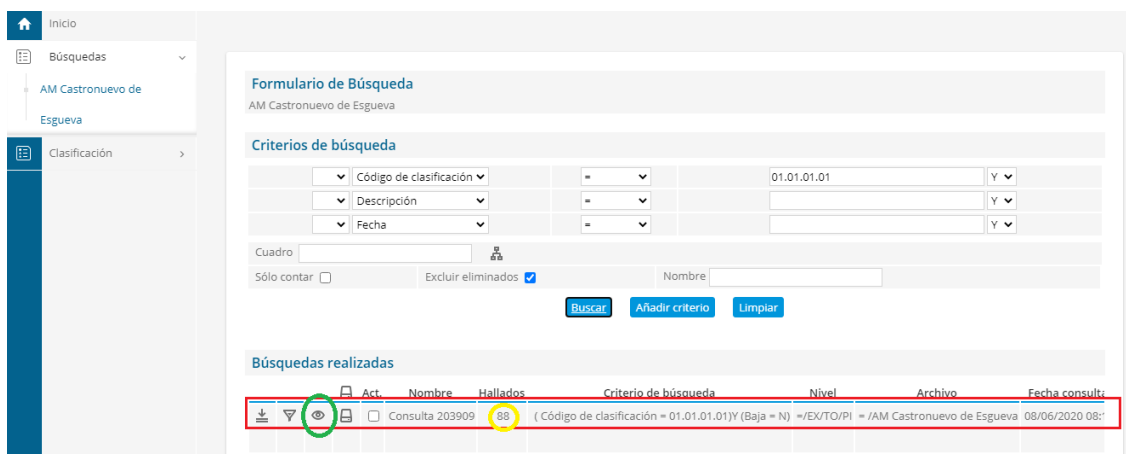 Inicio
Búsquedas
AM Castronuevo de
Esgueva
Clasificación
Formulario de Búsqueda
AM Castronuevo de Esgueva
Criterios de búsqueda
Código de clasificación = 01.01.01.01 Y
Descripción = Y
Fecha = Y
Cuadro
Sólo contar Excluir eliminados Nombre
Buscar Añadir criterio Limpiar
Búsquedas realizadas
Act. Nombre Hallados Criterio de búsqueda Nivel Archivo Fecha consulta
Consulta 203909 88 ( Código de clasificación = 01.01.01.01)Y (Baja = N) =/EX/TO/PI = /AM Castronuevo de Esgueva 08/06/2020 08: